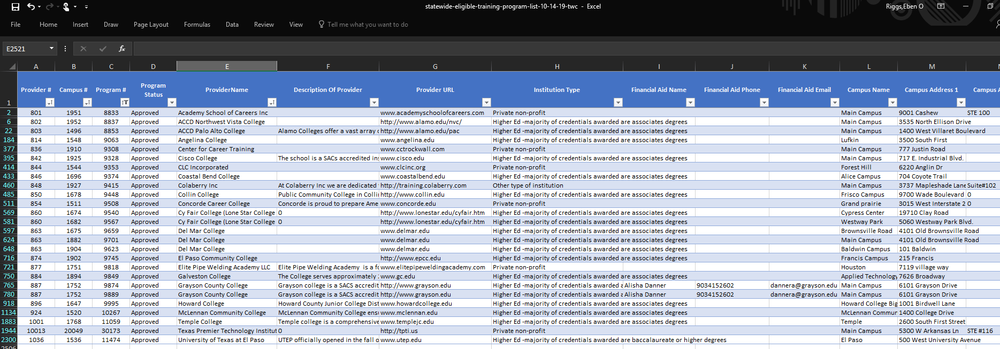 statewide-eligible-training-program-list-10-14-19-twc - Excel
Riggs,Eben O
File Home Insert Draw Page Layout Formulas Data Review View Tell me what you want to do
E2521 fx
A B C D E F G H I J K L M
1 Provider # Campus # Program # Program Status ProviderName Description Of Provider Provider URL Institution Type Financial Aid Name Financial Aid Phone Financial Aid Email Campus Name Campus Address 1 Campus A
2 801 1951 8833 Approved Academy School of Careers Inc www.academyschoolofcareers.com Private non-profit Main Campus 9001 Cashew STE 100
6 802 1952 8837 Approved ACCD Northwest Vista College http://www.alamo.edu/nvc/ Higher Ed -majority of credentials awarded are associates degrees Main Campus 3535 North Ellison Drive
22 803 1496 8853 Approved ACCD Palo Alto College Alamo Colleges offer a vast array http://www.alamo.edu/pac Higher Ed -majority of credentials awarded are associates degrees Main Campus 1400 West Villaret Boulevard
184 814 1548 9063 Approved Angelina College www.angelina.edu Higher Ed -majority of credentials awarded are associates degrees Lufkin 3500 South First
377 836 1910 9308 Approved Center for Career Training www.cctrockwall.com Private non-profit Main Campus 777 Justin Road
395 842 1925 9328 Approved Cisco College The school is a SACs accredited in www.cisco.edu Higher Ed -majority of credentials awarded are associates degrees Main Campus 717 E. Industrial Blvd.
414 844 1544 9353 Approved CLC Incorporated www.clcinc.org Private non-profit Forest Hill 6220 Anglin Dr
433 846 1696 9374 Approved Coastal Bend College www.coastalbend.edu Higher Ed -majority of credentials awarded are associates degrees Alice Campus 704 Coyote Trail
460 848 1927 9415 Approved Colaberry Inc At Colaberry Inc we are dedicated http://training.colaberry.com Other type of institution Main Campus 3737 Mapleshade Lane Suite#102
485 850 1678 9448 Approved Collin College Public Community College in Colli http://www.collin.edu Higher Ed -majority of credentials awarded are associates degrees Frisco Campus 9700 Wade Boulevard 0
511 854 1511 9508 Approved Concorde Career College Concorde is proud to prepare Ame www.concorde.edu Private non-profit Grand prairie 3015 West Interstate 2 0
569 860 1674 9540 Approved Cy Fair College (Lone Star College 0 http://www.lonestar.edu/cyfair.htm Higher Ed -majority of credentials awarded are associates degrees Cypress Center 19710 Clay Road
581 860 1682 9567 Approved Cy Fair College (Lone Star College 0 http://www.lonestar.edu/cyfair.htm Higher Ed -majority of credentials awarded are associates degrees Westway Park 5060 Westway Park Blvd.
597 863 1675 9659 Approved Del Mar College www.delmar.edu Higher Ed -majority of credentials awarded are associates degrees Brownsville Road 4101 Old Brownsville Road
624 863 1882 9701 Approved Del Mar College www.delmar.edu Higher Ed -majority of credentials awarded are associates degrees Main Campus 4101 Old Brownsville Road
648 863 1904 9623 Approved Del Mar College www.delmar.edu Higher Ed -majority of credentials awarded are associates degrees Baldwin Campus 101 Baldwin
716 874 1902 9745 Approved El Paso Community College http://www.epcc.edu Higher Ed -majority of credentials awarded are associates degrees Francis Campus 215 Francis
721 877 1751 9818 Approved Elite Pipe Welding Academy LLC Elite Pipe Welding Academy is a fo www.elitepipeweldingacademy.com Private non-profit Houston 7119 village way
750 884 1894 9849 Approved Galveston College The College serves approximately www.gc.edu Higher Ed -majority of credentials awarded are associates degrees Applied Technology 7626 Broadway
765 887 1752 9874 Approved Grayson County College Grayson college is a SACS accredit http://www.grayson.edu Higher Ed -majority of credentials awarded Alisha Danner 9034152602 dannera@grayson.edu Main Campus 6101 Grayson Drive
780 887 1752 9889 Approved Grayson County College Grayson college is a SACS accredit http://www.grayson.edu Higher Ed -majority of credentials awarded Alisha Danner 9034152602 dannera@grayson.edu Main Campus 6101 Grayson Drive
918 896 1647 9995 Approved Howard College Howard County Junior College Dist www.howardcollege.edu Higher Ed -majority of credentials awarded are associates degrees Howard College Big 1001 Birdwell Lane
1134 924 1520 10267 Approved McLennan Community College McLennan Community College ens www.mclennan.edu Higher Ed -majority of credentials awarded are associates degrees McLennan Commun 1400 College Drive
1883 1001 1768 11059 Approved Temple College Temple college is a comprehensive www.templejc.edu Higher Ed -majority of credentials awarded are associates degrees Temple 2600 South First Street
1944 10013 20049 30173 Approved Texas Premier Technology Institut 0 http://tpti.us Private non-profit Main Campus 5300 W Arkansas Ln STE #116
2300 1036 1536 11474 Approved University of Texas at El Paso UTEP officially opened in the fall o www.utep.edu Higher Ed -majority of credentials awarded are baccalaureate or higher degrees El Paso 500 West University Avenue